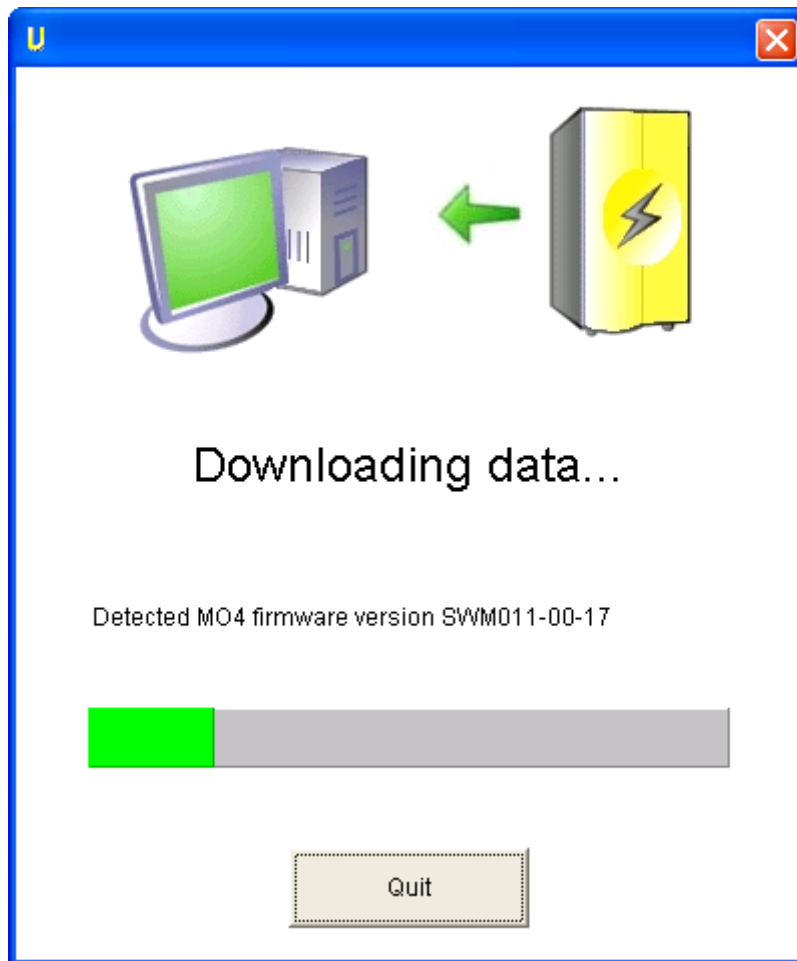 U
Downloading data...
Detected MO4 firmware version SWM011-00-17
Quit